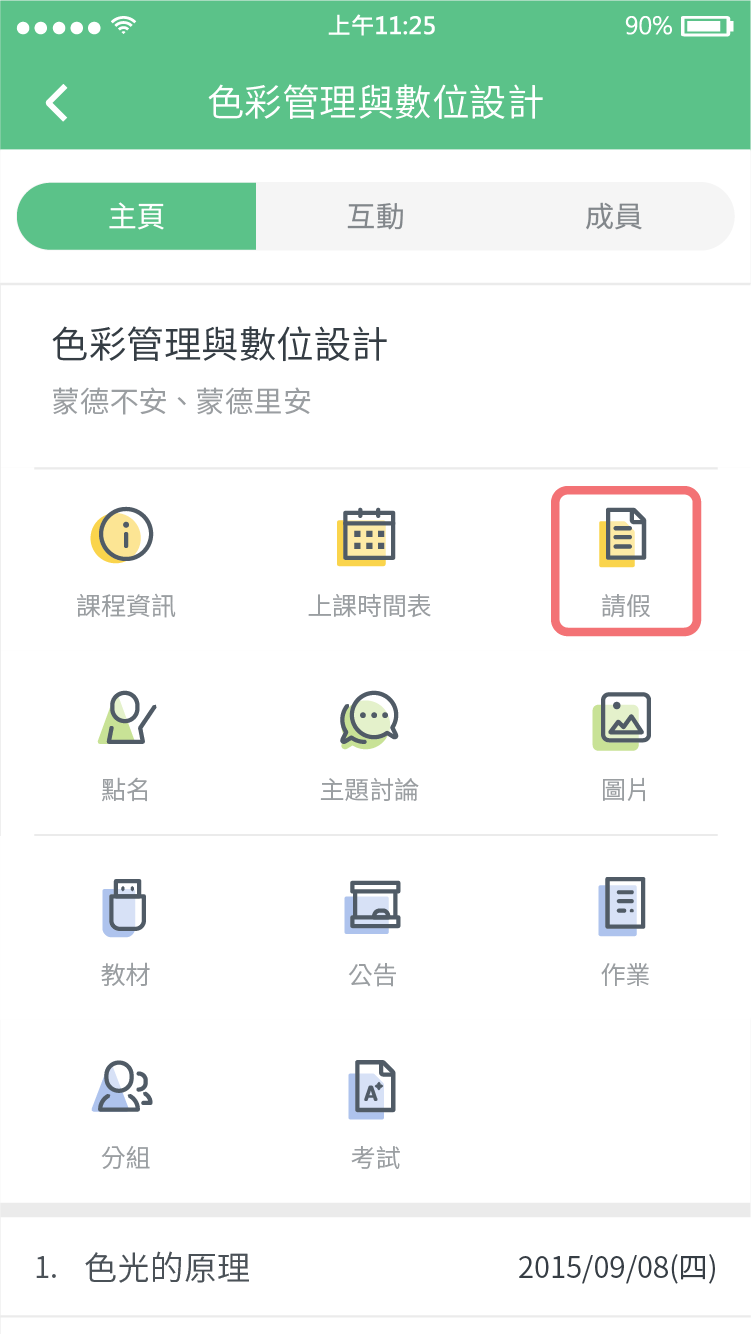 上午11:25
90%
色彩管理與數位設計
主頁 互動 成員
色彩管理與數位設計
蒙德不安、蒙德里安
課程資訊 上課時間表 請假
點名 主題討論 圖片
教材 公告 作業
A+
分組 考試
1. 色光的原理 2015/09/08(四)